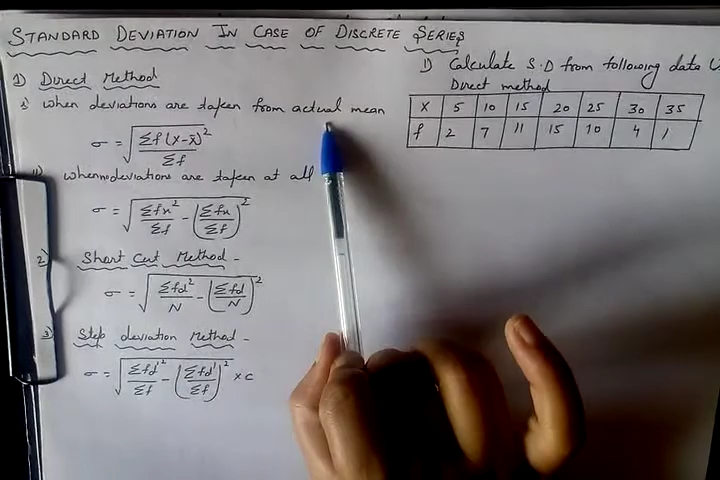 STANDARD DEVIATION IN CASE OF DISCRETE SERIES
1) Direct Method
i) when deviations are taken from actual mean
σ = √(Σf(x-x̄)²/Σf)
ii) when no deviations are taken at all
σ = √(Σfx²/Σf - (Σfx/Σf)²)
2) Short Cut Method -
σ = √(Σfd²/N - (Σfd/N)²)
3) Step deviation Method -
σ = √(Σfd'²/Σf - (Σfd'/Σf)²) × c
1) Calculate S.D from following data
Direct method
X 5 10 15 20 25 30 35
f 2 7 11 15 10 4 1